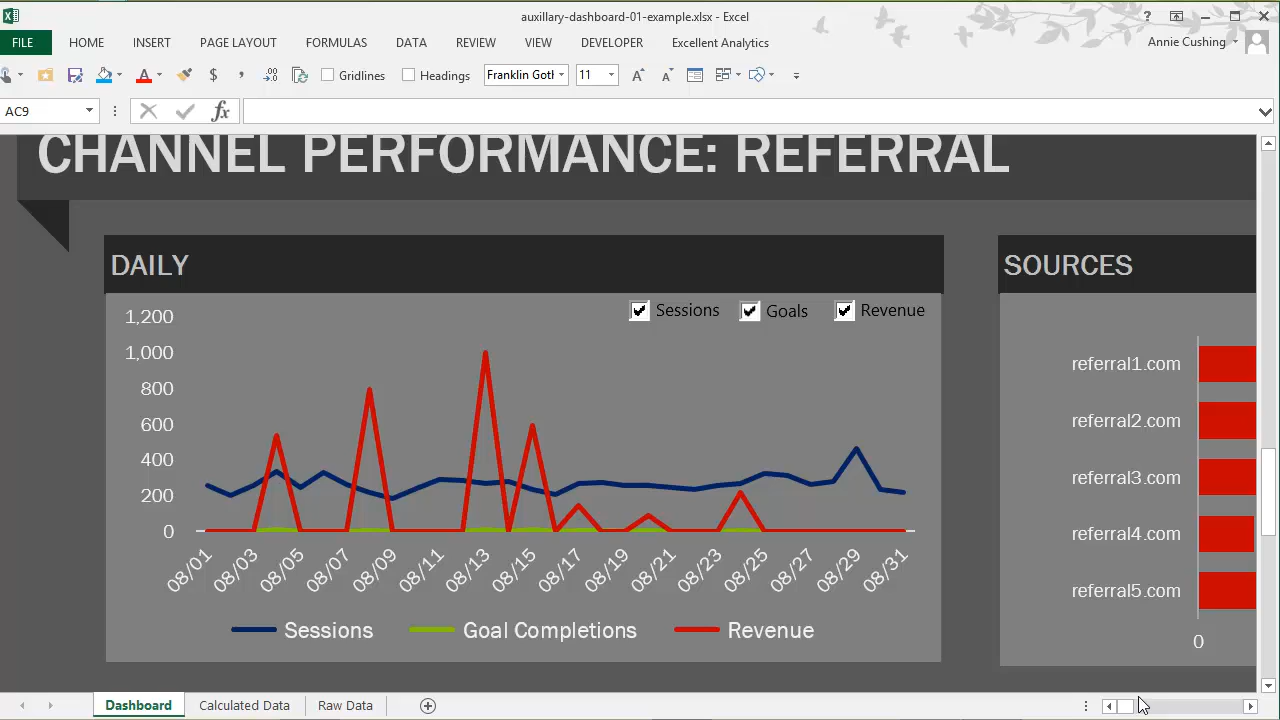 auxillary-dashboard-01-example.xlsx - Excel
?
FILE HOME INSERT PAGE LAYOUT FORMULAS DATA REVIEW VIEW DEVELOPER Excellent Analytics Annie Cushing
$ , .00 Gridlines Headings Franklin Gotl 11 A A
AC9 fx
CHANNEL PERFORMANCE: REFERRAL
DAILY
Sessions Goals Revenue
1,200
1,000
800
600
400
200
0
08/01 08/03 08/05 08/07 08/09 08/11 08/13 08/15 08/17 08/19 08/21 08/23 08/25 08/27 08/29 08/31
Sessions Goal Completions Revenue
SOURCES
referral1.com
referral2.com
referral3.com
referral4.com
referral5.com
0
Dashboard Calculated Data Raw Data